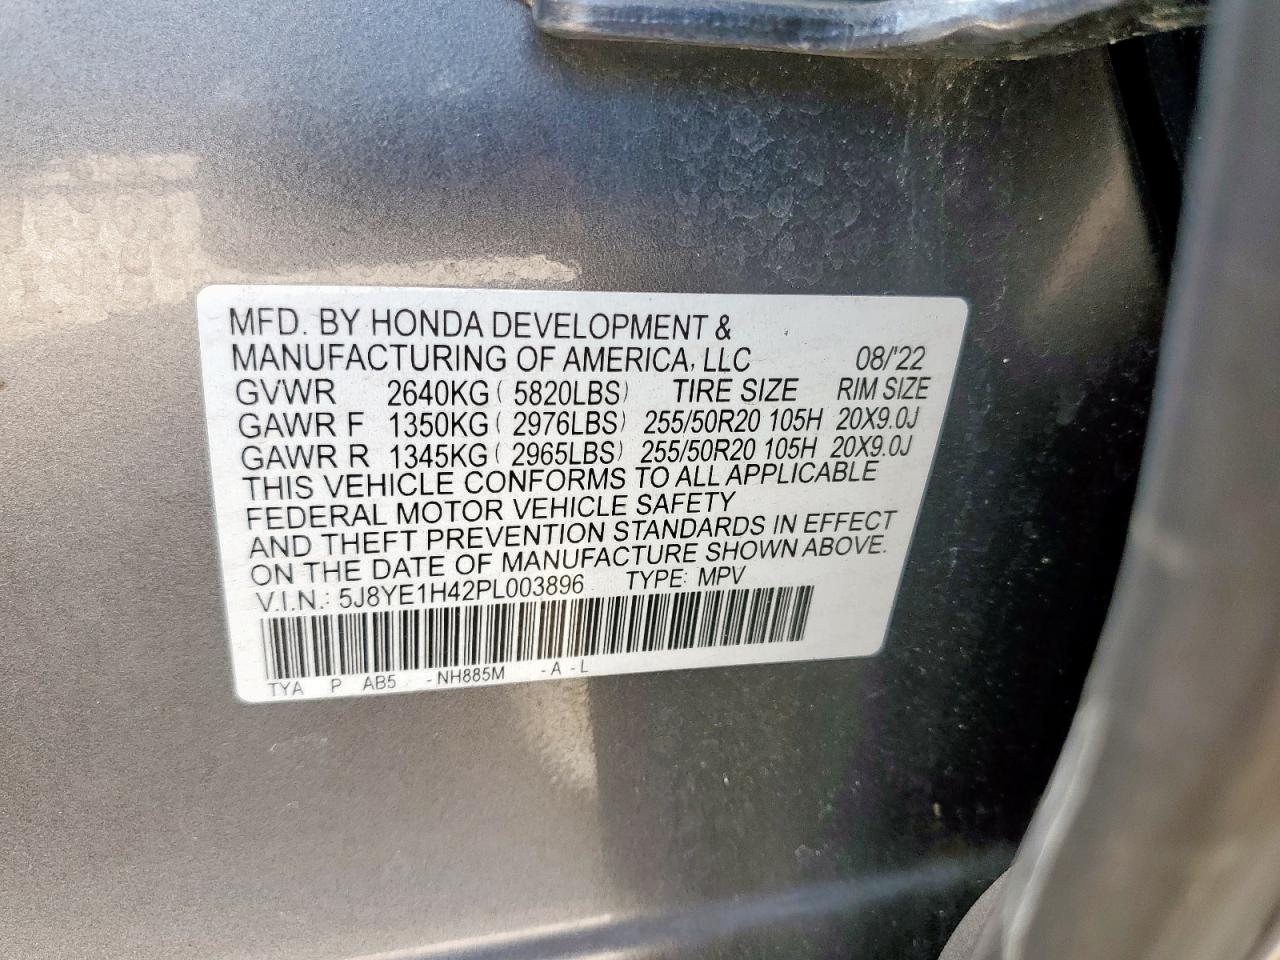 MFD. BY HONDA DEVELOPMENT &
MANUFACTURING OF AMERICA, LLC 08/'22
GVWR 2640KG ( 5820LBS) TIRE SIZE RIM SIZE
GAWR F 1350KG ( 2976LBS) 255/50R20 105H 20X9.0J
GAWR R 1345KG ( 2965LBS) 255/50R20 105H 20X9.0J
THIS VEHICLE CONFORMS TO ALL APPLICABLE
FEDERAL MOTOR VEHICLE SAFETY
AND THEFT PREVENTION STANDARDS IN EFFECT
ON THE DATE OF MANUFACTURE SHOWN ABOVE.
V.I.N.: 5J8YE1H42PL003896 TYPE: MPV
TYA P AB5 -NH885M -A -L